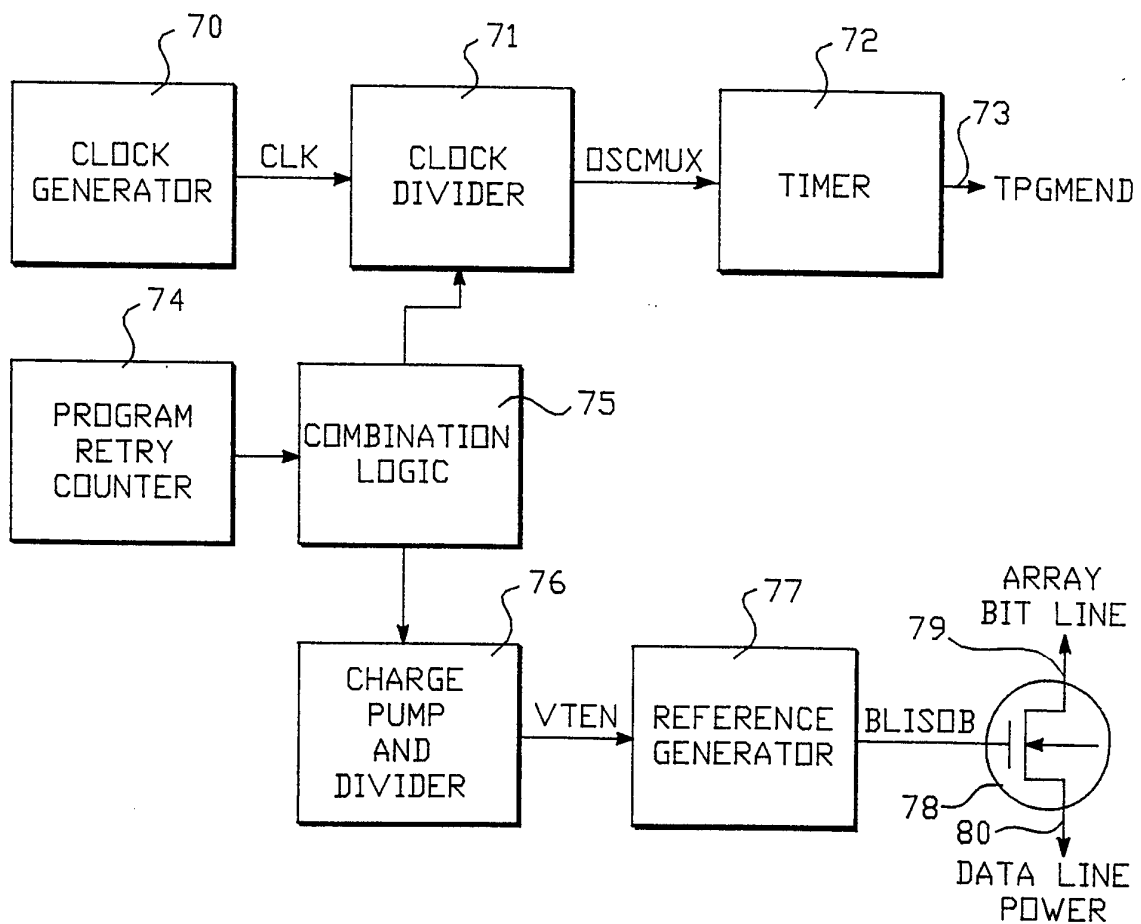 70
71
72
73
CLOCK
GENERATOR
CLK
CLOCK
DIVIDER
OSCMUX
TIMER
TPGMEND
74
PROGRAM
RETRY
COUNTER
75
COMBINATION
LOGIC
76
CHARGE
PUMP
AND
DIVIDER
VTEN
77
REFERENCE
GENERATOR
BLISOB
ARRAY
BIT LINE
79
78
80
DATA LINE
POWER